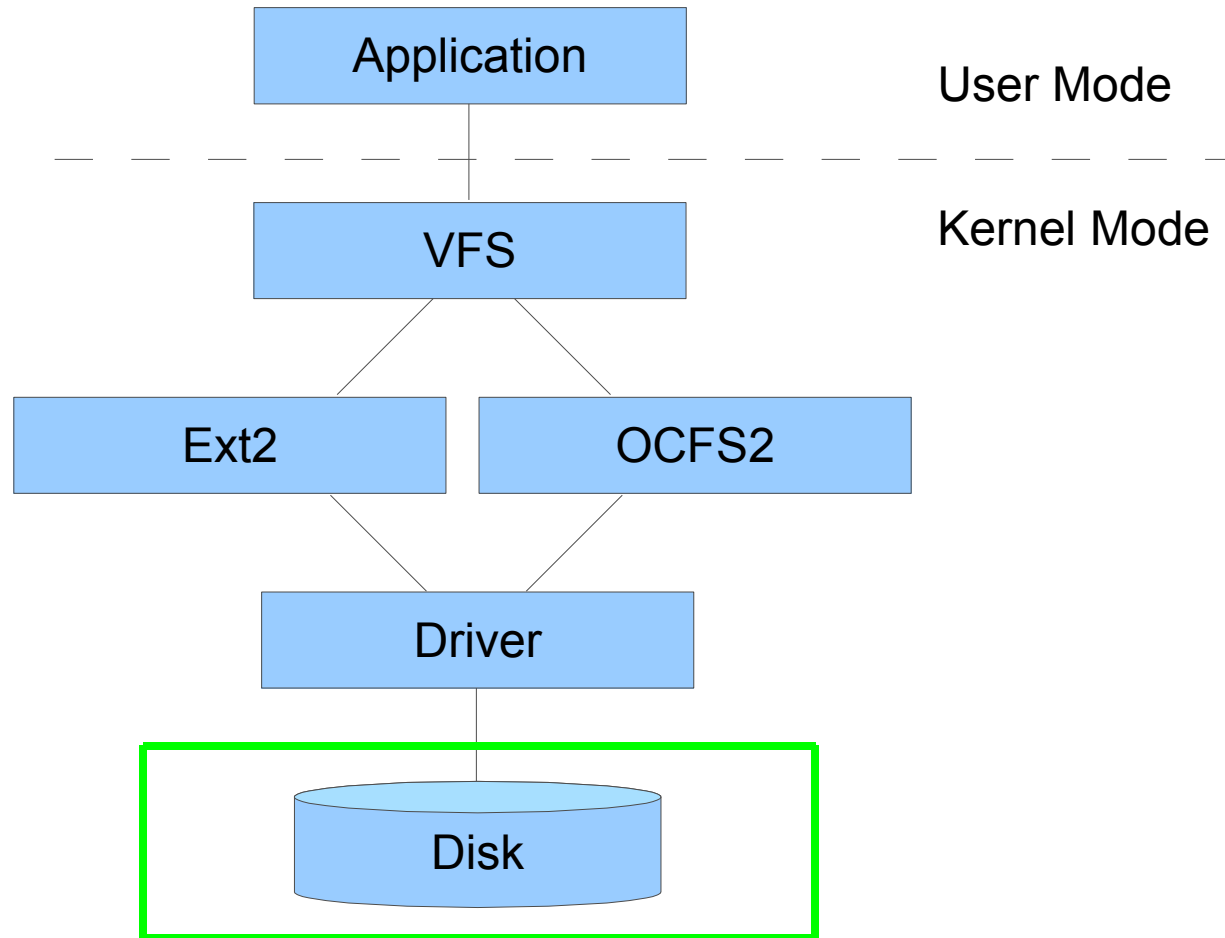 Application
User Mode
Kernel Mode
VFS
Ext2
OCFS2
Driver
Disk